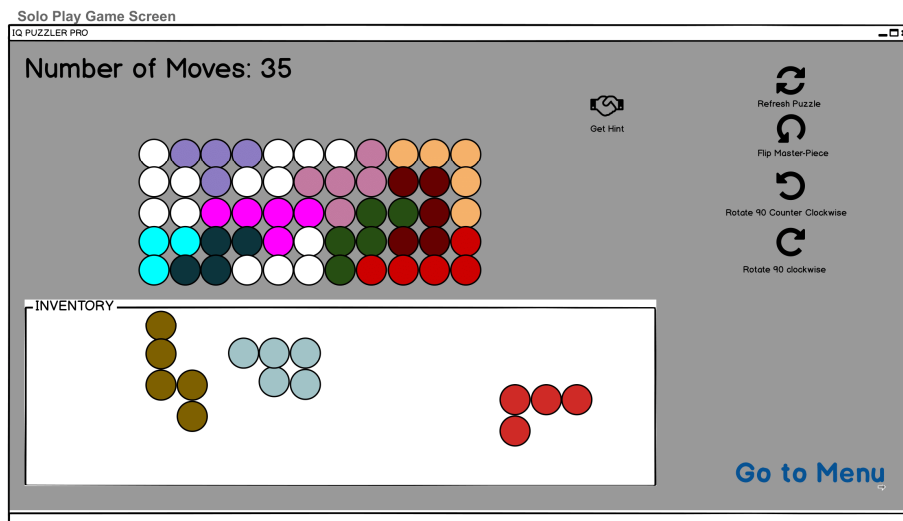 Solo Play Game Screen
IQ PUZZLER PRO
Number of Moves: 35
Get Hint
Refresh Puzzle
Flip Master-Piece
Rotate 90 Counter Clockwise
Rotate 90 clockwise
INVENTORY
Go to Menu